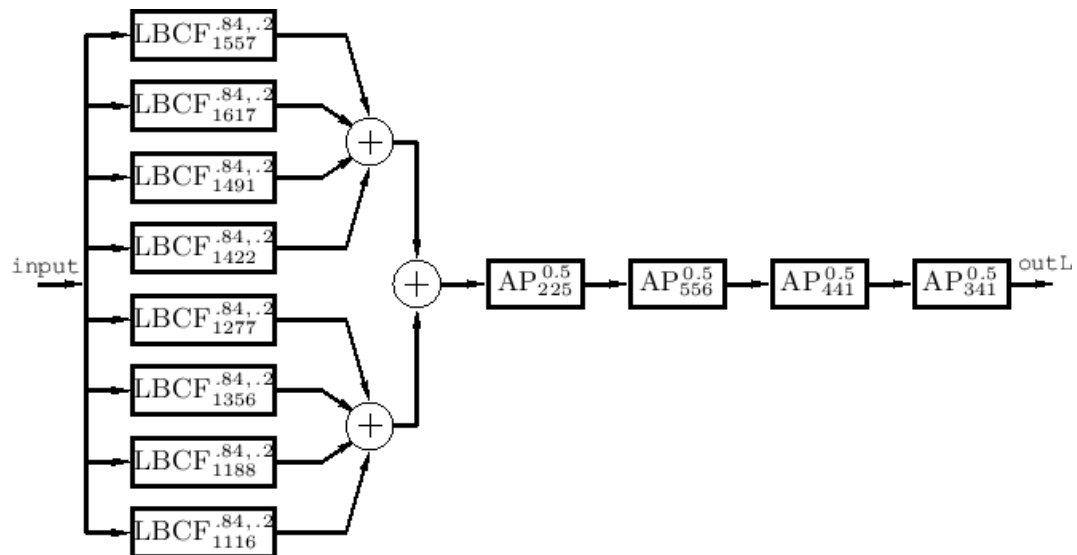 LBCF.84,.2 1557
LBCF.84,.2 1617
+
LBCF.84,.2 1491
LBCF.84,.2 1422
input
+
AP0.5 225
AP0.5 556
AP0.5 441
AP0.5 341
outL
LBCF.84,.2 1277
LBCF.84,.2 1356
+
LBCF.84,.2 1188
LBCF.84,.2 1116